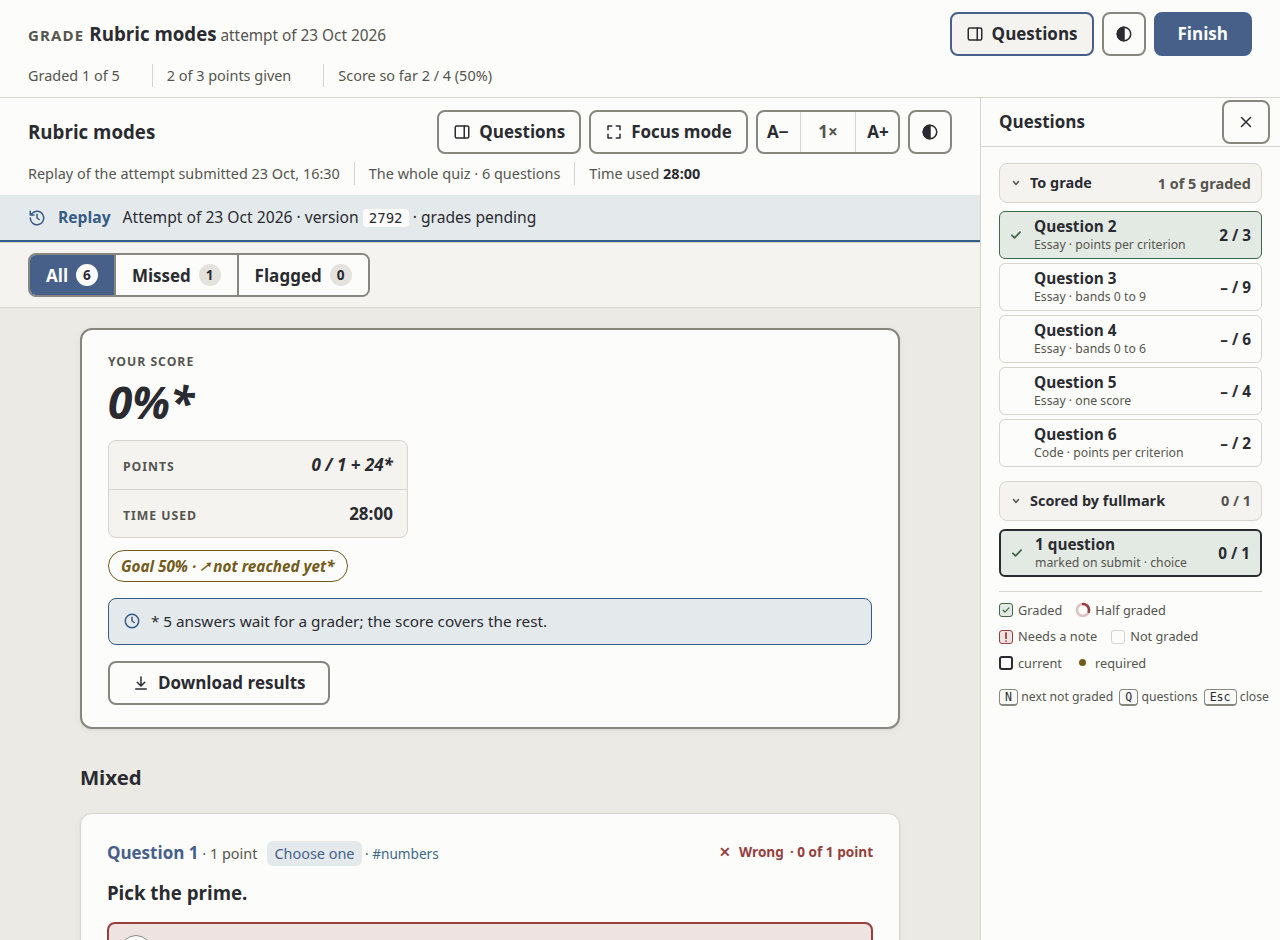 GRADE Rubric modes attempt of 23 Oct 2026
Questions
Finish
Graded 1 of 5
2 of 3 points given
Score so far 2 / 4 (50%)
Rubric modes
Questions
Focus mode
A−
1×
A+
Replay of the attempt submitted 23 Oct, 16:30
The whole quiz · 6 questions
Time used 28:00
Replay Attempt of 23 Oct 2026 · version 2792 · grades pending
All 6
Missed 1
Flagged 0
YOUR SCORE
0%*
POINTS 0 / 1 + 24*
TIME USED 28:00
Goal 50% · ↗ not reached yet*
* 5 answers wait for a grader; the score covers the rest.
Download results
Mixed
Question 1 · 1 point Choose one · #numbers
✕ Wrong · 0 of 1 point
Pick the prime.
Questions
To grade 1 of 5 graded
Question 2
Essay · points per criterion
2 / 3
Question 3
Essay · bands 0 to 9
– / 9
Question 4
Essay · bands 0 to 6
– / 6
Question 5
Essay · one score
– / 4
Question 6
Code · points per criterion
– / 2
Scored by fullmark 0 / 1
1 question
marked on submit · choice
0 / 1
Graded
Half graded
Needs a note
Not graded
current
required
N next not graded Q questions Esc close